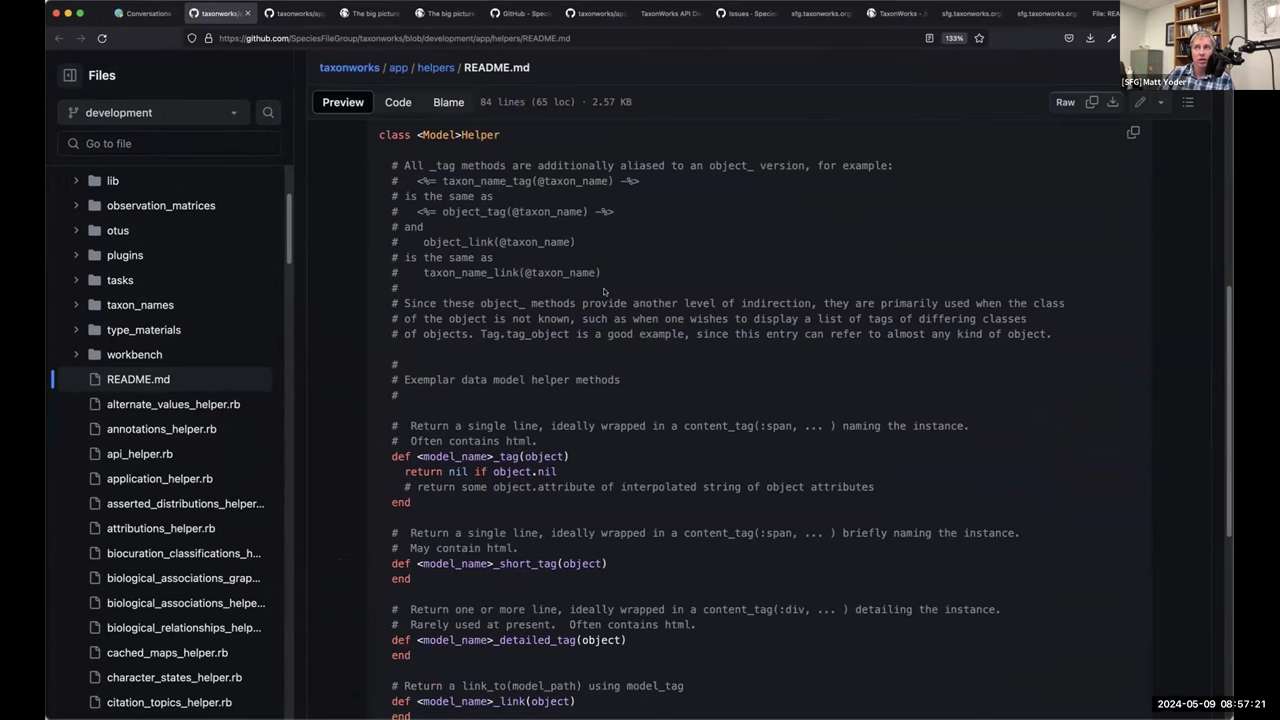 Conversations
taxonworks/
taxonworks/app
The big picture
The big picture
GitHub - Speci
taxonworks/app
TaxonWorks API Da
Issues · Specie
sfg.taxonworks.org
TaxonWorks - J
sfg.taxonworks.org
sfg.taxonworks.org
File: RE
https://github.com/SpeciesFileGroup/taxonworks/blob/development/app/helpers/README.md
133%
[SFG] Matt Yoder
Files
development
Go to file
lib
observation_matrices
otus
plugins
tasks
taxon_names
type_materials
workbench
README.md
alternate_values_helper.rb
annotations_helper.rb
api_helper.rb
application_helper.rb
asserted_distributions_helper...
attributions_helper.rb
biocuration_classifications_h...
biological_associations_grap...
biological_associations_helpe...
biological_relationships_help...
cached_maps_helper.rb
character_states_helper.rb
citation_topics_helper.rb
taxonworks / app / helpers / README.md
Preview Code Blame 84 lines (65 loc) · 2.57 KB
Raw
class <Model>Helper
# All _tag methods are additionally aliased to an object_ version, for example:
# <%= taxon_name_tag(@taxon_name) -%>
# is the same as
# <%= object_tag(@taxon_name) -%>
# and
# object_link(@taxon_name)
# is the same as
# taxon_name_link(@taxon_name)
#
# Since these object_ methods provide another level of indirection, they are primarily used when the class
# of the object is not known, such as when one wishes to display a list of tags of differing classes
# of objects. Tag.tag_object is a good example, since this entry can refer to almost any kind of object.
#
# Exemplar data model helper methods
#
# Return a single line, ideally wrapped in a content_tag(:span, ... ) naming the instance.
# Often contains html.
def <model_name>_tag(object)
return nil if object.nil
# return some object.attribute of interpolated string of object attributes
end
# Return a single line, ideally wrapped in a content_tag(:span, ... ) briefly naming the instance.
# May contain html.
def <model_name>_short_tag(object)
end
# Return one or more line, ideally wrapped in a content_tag(:div, ... ) detailing the instance.
# Rarely used at present. Often contains html.
def <model_name>_detailed_tag(object)
end
# Return a link_to(model_path) using model_tag
def <model_name>_link(object)
end
2024-05-09 08:57:21